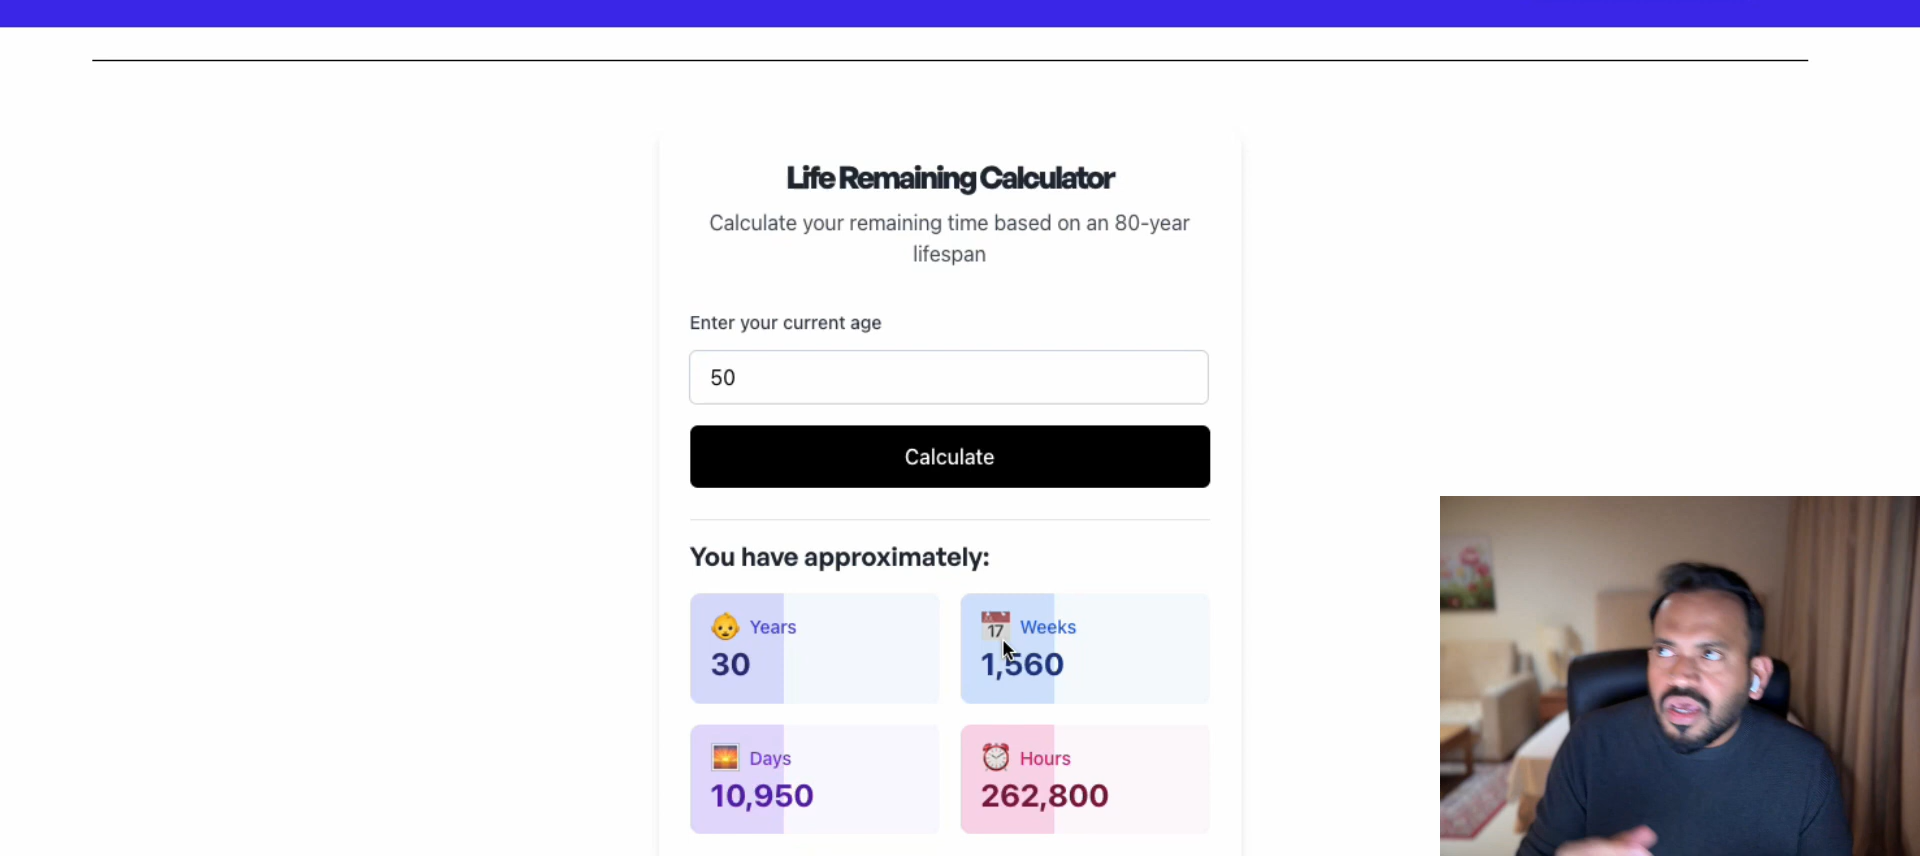 Life Remaining Calculator
Calculate your remaining time based on an 80-year
lifespan
Enter your current age
50
Calculate
You have approximately:
Years
30
17
Weeks
1,560
Days
10,950
Hours
262,800